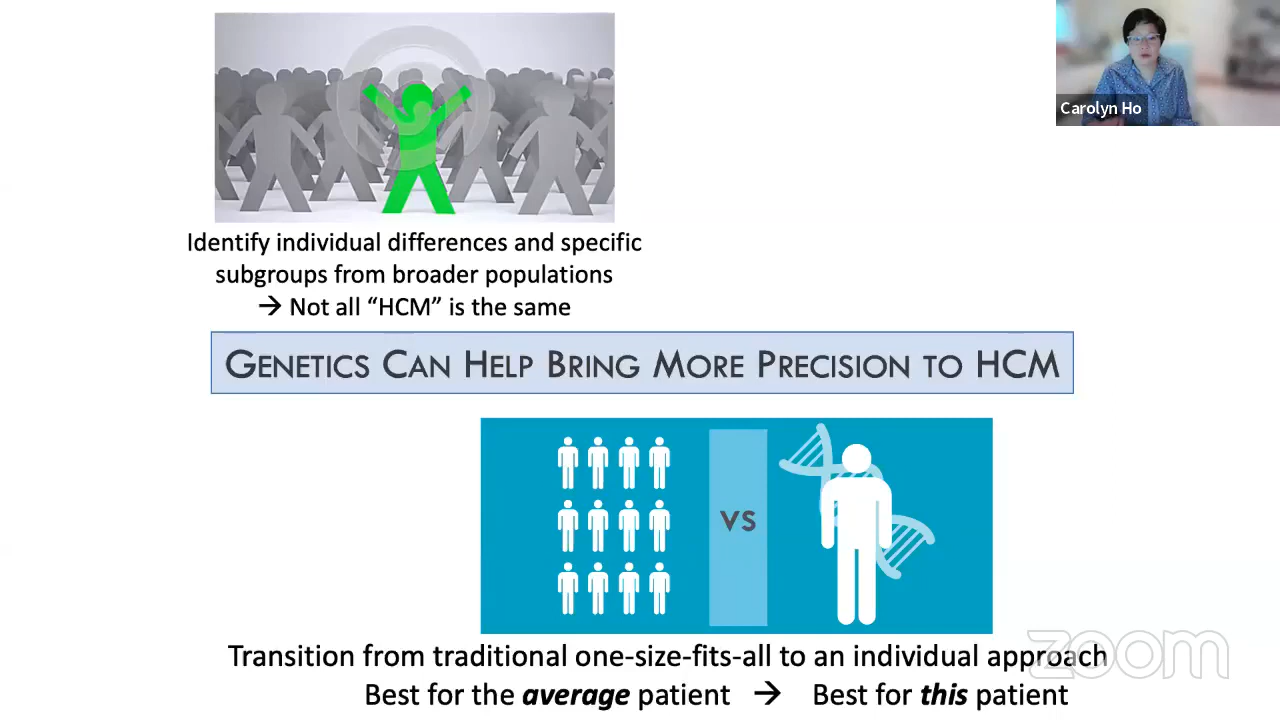 Carolyn Ho
Identify individual differences and specific
subgroups from broader populations
→ Not all “HCM” is the same
GENETICS CAN HELP BRING MORE PRECISION TO HCM
VS
Transition from traditional one-size-fits-all to an individual approach
Best for the average patient → Best for this patient
zoom